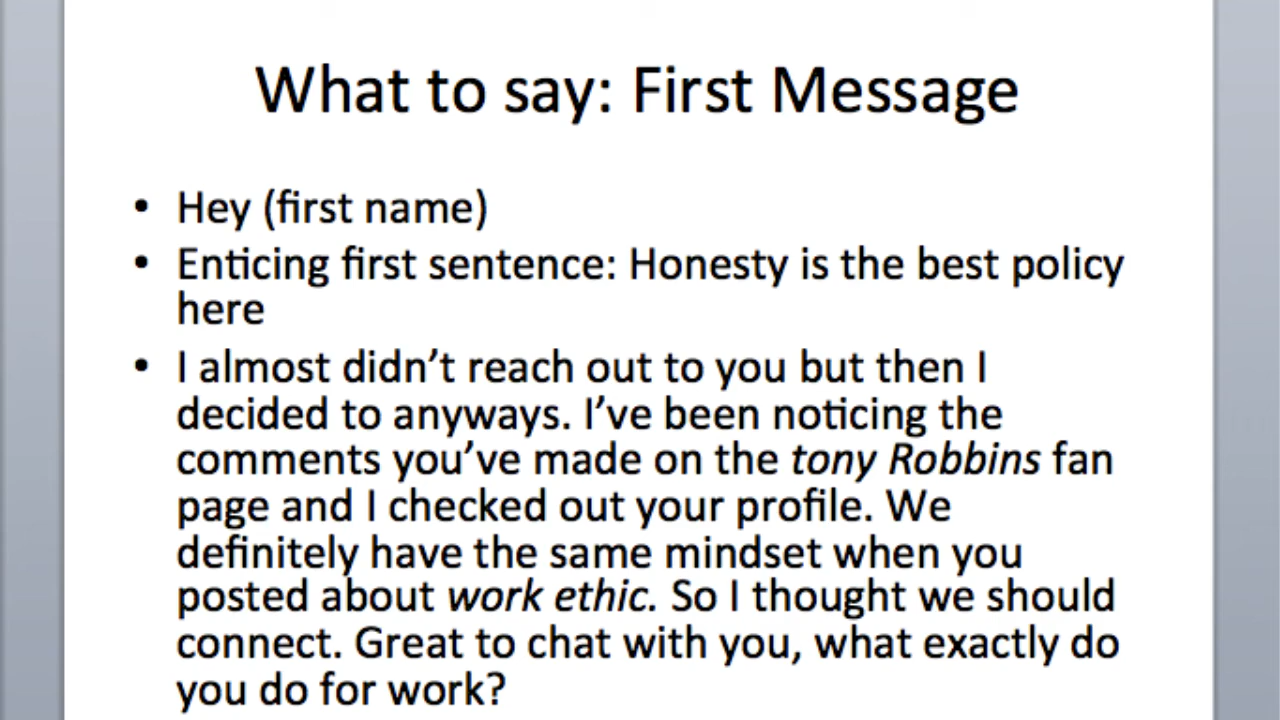 What to say: First Message
• Hey (first name)
• Enticing first sentence: Honesty is the best policy
here
• I almost didn’t reach out to you but then I
decided to anyways. I’ve been noticing the
comments you’ve made on the tony Robbins fan
page and I checked out your profile. We
definitely have the same mindset when you
posted about work ethic. So I thought we should
connect. Great to chat with you, what exactly do
you do for work?